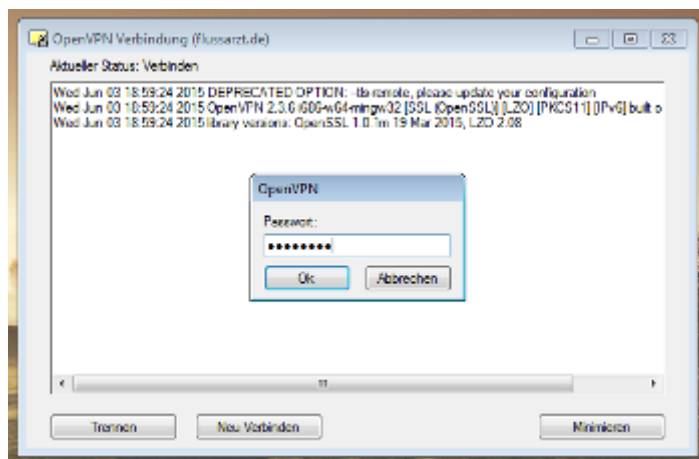 OpenVPN Verbindung (flussarzt.de)
Aktueller Status: Verbinden
Wed Jun 03 18:59:24 2015 DEPRECATED OPTION: --tls-remote, please update your configuration
Wed Jun 03 18:59:24 2015 OpenVPN 2.3.6 i686-w64-mingw32 [SSL (OpenSSL)] [LZO] [PKCS11] [IPv6] built o
Wed Jun 03 18:59:24 2015 library versions: OpenSSL 1.0.1m 19 Mar 2015, LZO 2.08
OpenVPN
Passwort:
••••••••
Ok
Abbrechen
Trennen
Neu Verbinden
Minimieren